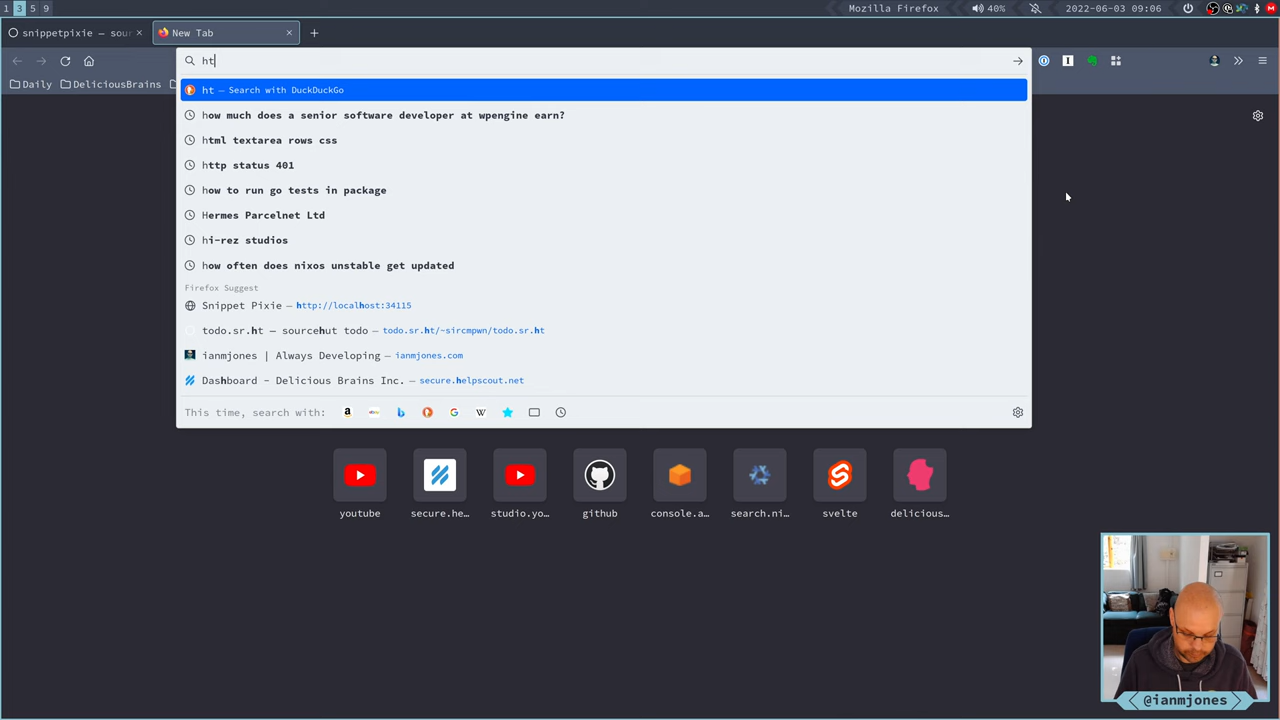 1 3 5 9
Mozilla Firefox
40%
2022-06-03 09:06
snippetpixie — sour
New Tab
ht
Daily
DeliciousBrains
ht — Search with DuckDuckGo
how much does a senior software developer at wpengine earn?
html textarea rows css
http status 401
how to run go tests in package
Hermes Parcelnet Ltd
hi-rez studios
how often does nixos unstable get updated
Firefox Suggest
Snippet Pixie — http://localhost:34115
todo.sr.ht — sourcehut todo — todo.sr.ht/~sircmpwn/todo.sr.ht
ianmjones | Always Developing — ianmjones.com
Dashboard - Delicious Brains Inc. — secure.helpscout.net
This time, search with:
youtube
secure.he…
studio.yo…
github
console.a…
search.ni…
svelte
delicious…
@ianmjones